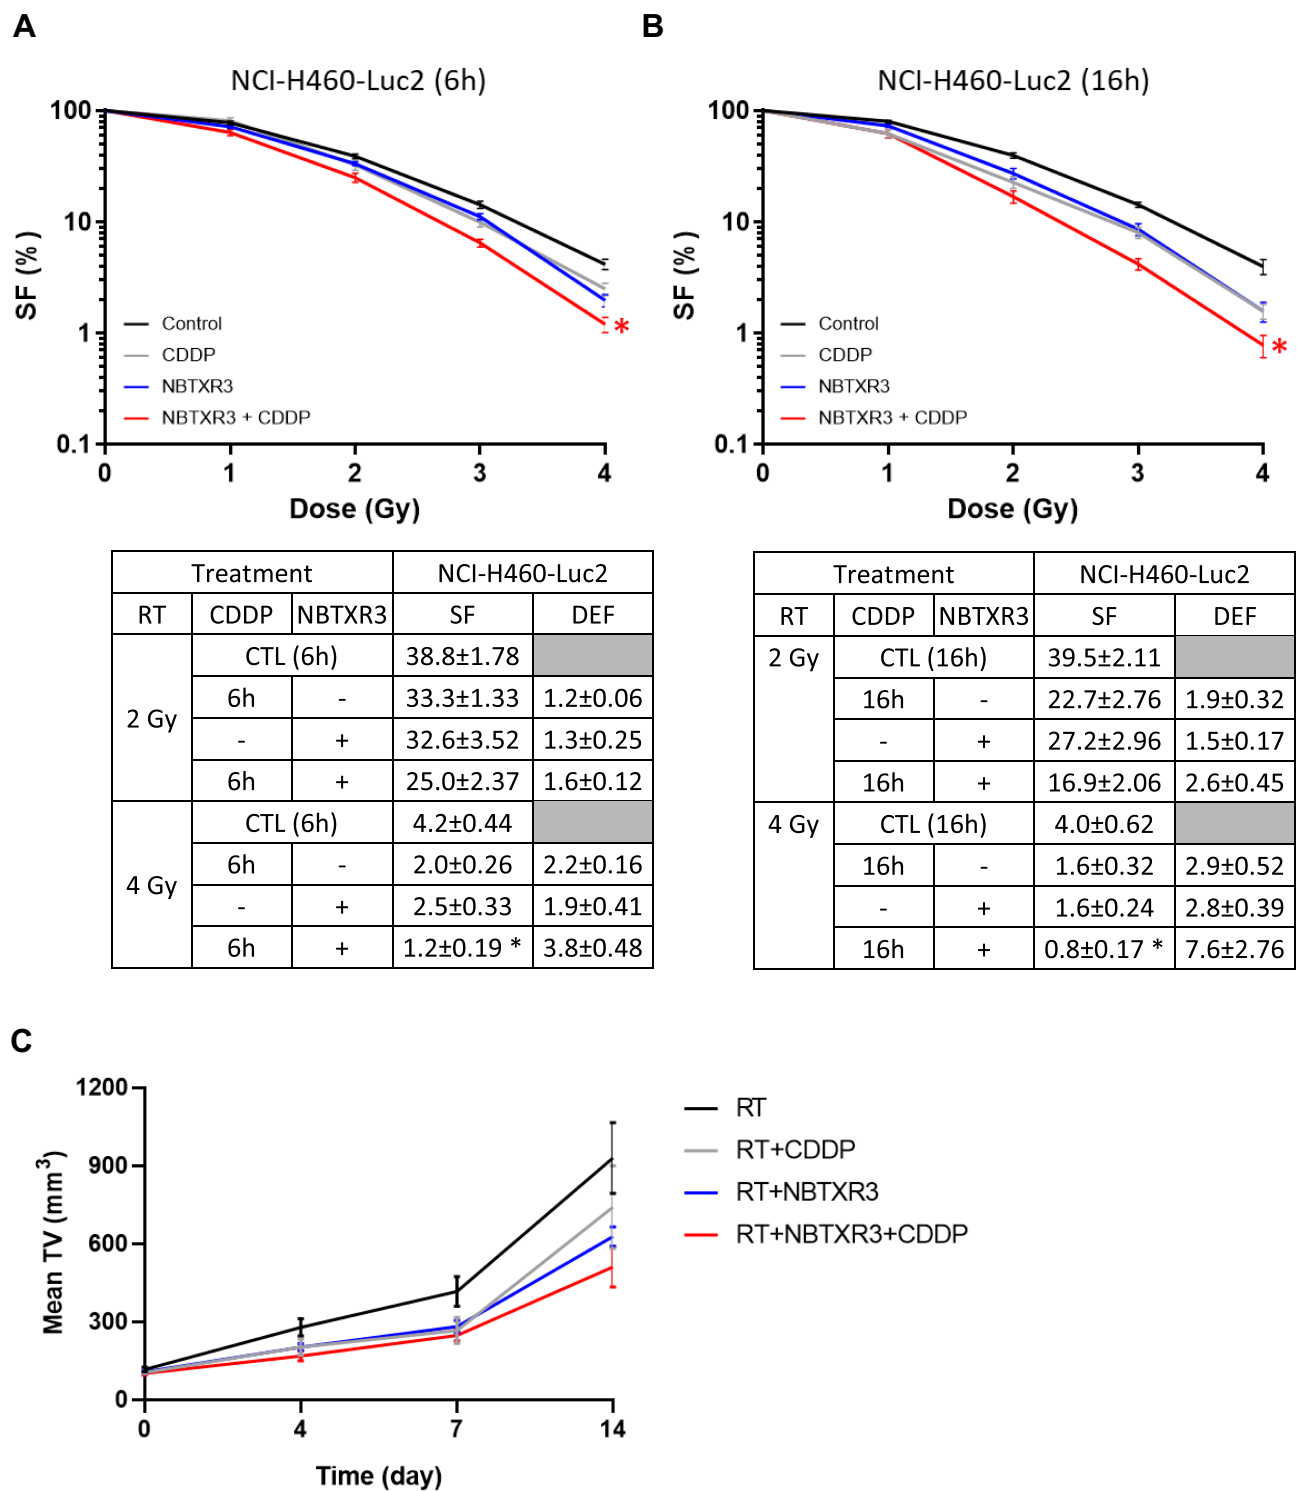 A
B
NCI-H460-Luc2 (6h)
NCI-H460-Luc2 (16h)
100
10
1
0.1
SF (%)
Control
CDDP
NBTXR3
NBTXR3 + CDDP
*
0 1 2 3 4
Dose (Gy)
100
10
1
0.1
SF (%)
Control
CDDP
NBTXR3
NBTXR3 + CDDP
*
0 1 2 3 4
Dose (Gy)
Treatment NCI-H460-Luc2
RT CDDP NBTXR3 SF DEF
2 Gy
CTL (6h) 38.8±1.78
6h - 33.3±1.33 1.2±0.06
- + 32.6±3.52 1.3±0.25
6h + 25.0±2.37 1.6±0.12
4 Gy
CTL (6h) 4.2±0.44
6h - 2.0±0.26 2.2±0.16
- + 2.5±0.33 1.9±0.41
6h + 1.2±0.19 * 3.8±0.48
Treatment NCI-H460-Luc2
RT CDDP NBTXR3 SF DEF
2 Gy CTL (16h) 39.5±2.11
16h - 22.7±2.76 1.9±0.32
- + 27.2±2.96 1.5±0.17
16h + 16.9±2.06 2.6±0.45
4 Gy CTL (16h) 4.0±0.62
16h - 1.6±0.32 2.9±0.52
- + 1.6±0.24 2.8±0.39
16h + 0.8±0.17 * 7.6±2.76
C
1200
900
600
300
0
Mean TV (mm³)
0 4 7 14
Time (day)
RT
RT+CDDP
RT+NBTXR3
RT+NBTXR3+CDDP